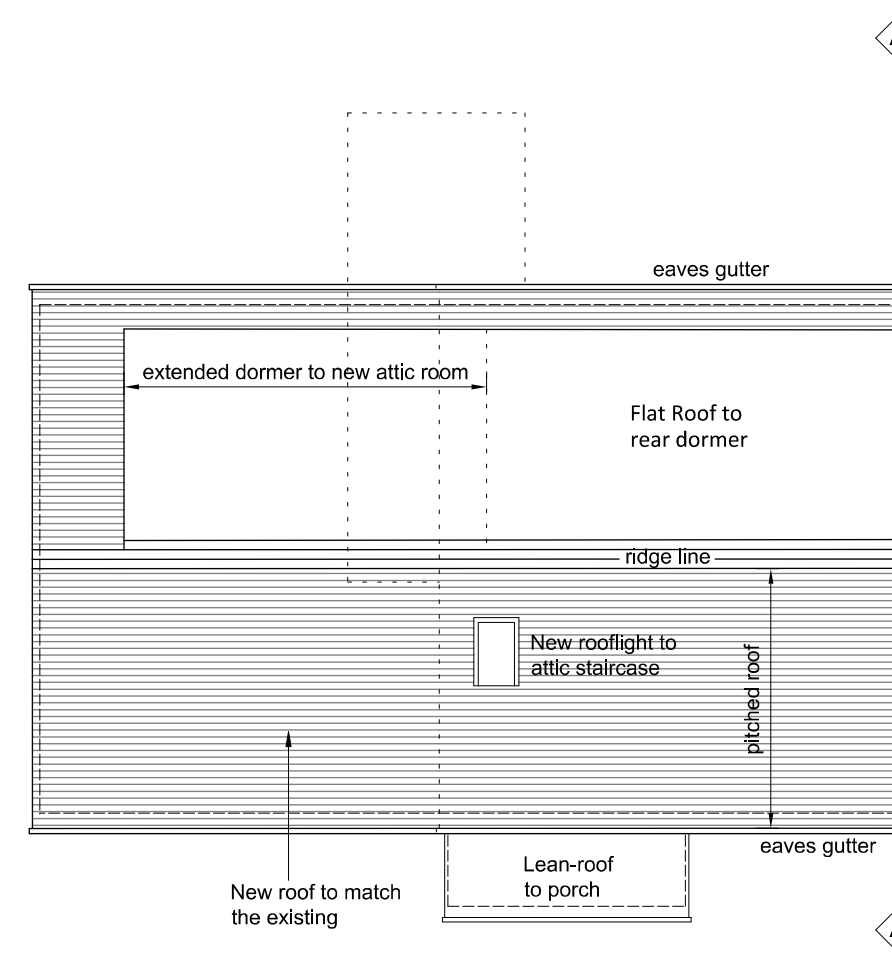 eaves gutter
extended dormer to new attic room
Flat Roof to
rear dormer
ridge line
New rooflight to
attic staircase
pitched roof
eaves gutter
Lean-roof
to porch
New roof to match
the existing